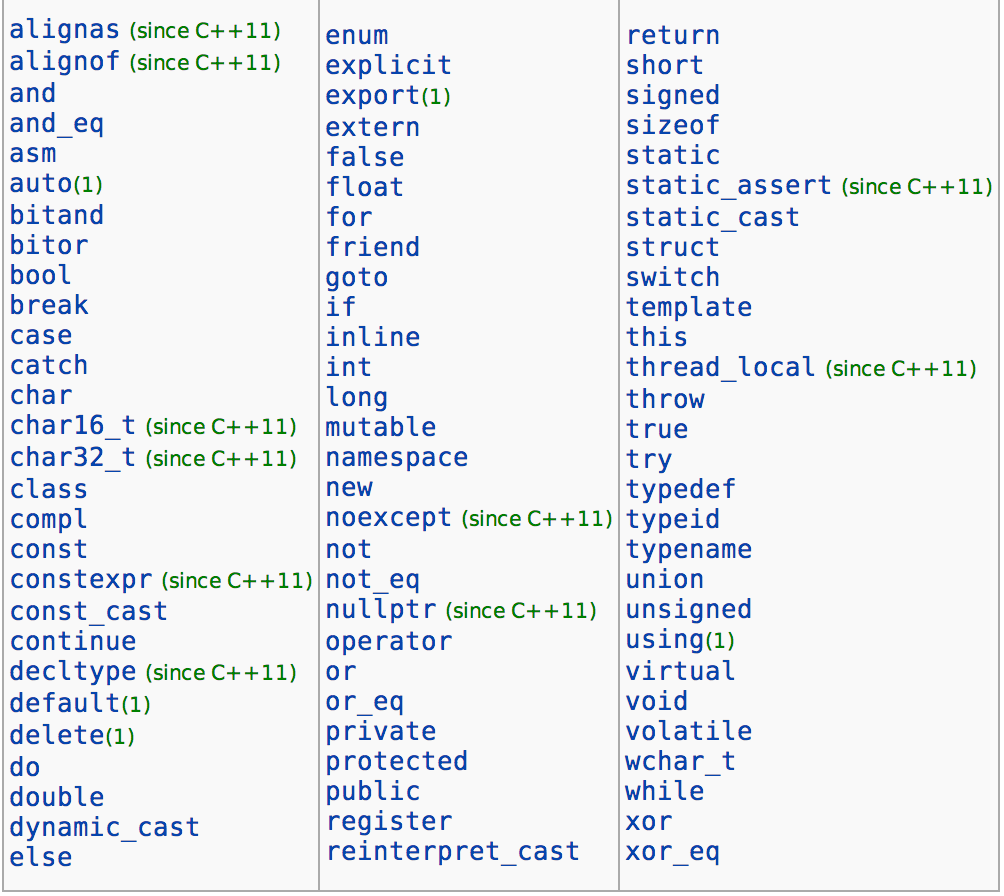 alignas (since C++11)
alignof (since C++11)
and
and_eq
asm
auto(1)
bitand
bitor
bool
break
case
catch
char
char16_t (since C++11)
char32_t (since C++11)
class
compl
const
constexpr (since C++11)
const_cast
continue
decltype (since C++11)
default(1)
delete(1)
do
double
dynamic_cast
else
enum
explicit
export(1)
extern
false
float
for
friend
goto
if
inline
int
long
mutable
namespace
new
noexcept (since C++11)
not
not_eq
nullptr (since C++11)
operator
or
or_eq
private
protected
public
register
reinterpret_cast
return
short
signed
sizeof
static
static_assert (since C++11)
static_cast
struct
switch
template
this
thread_local (since C++11)
throw
true
try
typedef
typeid
typename
union
unsigned
using(1)
virtual
void
volatile
wchar_t
while
xor
xor_eq